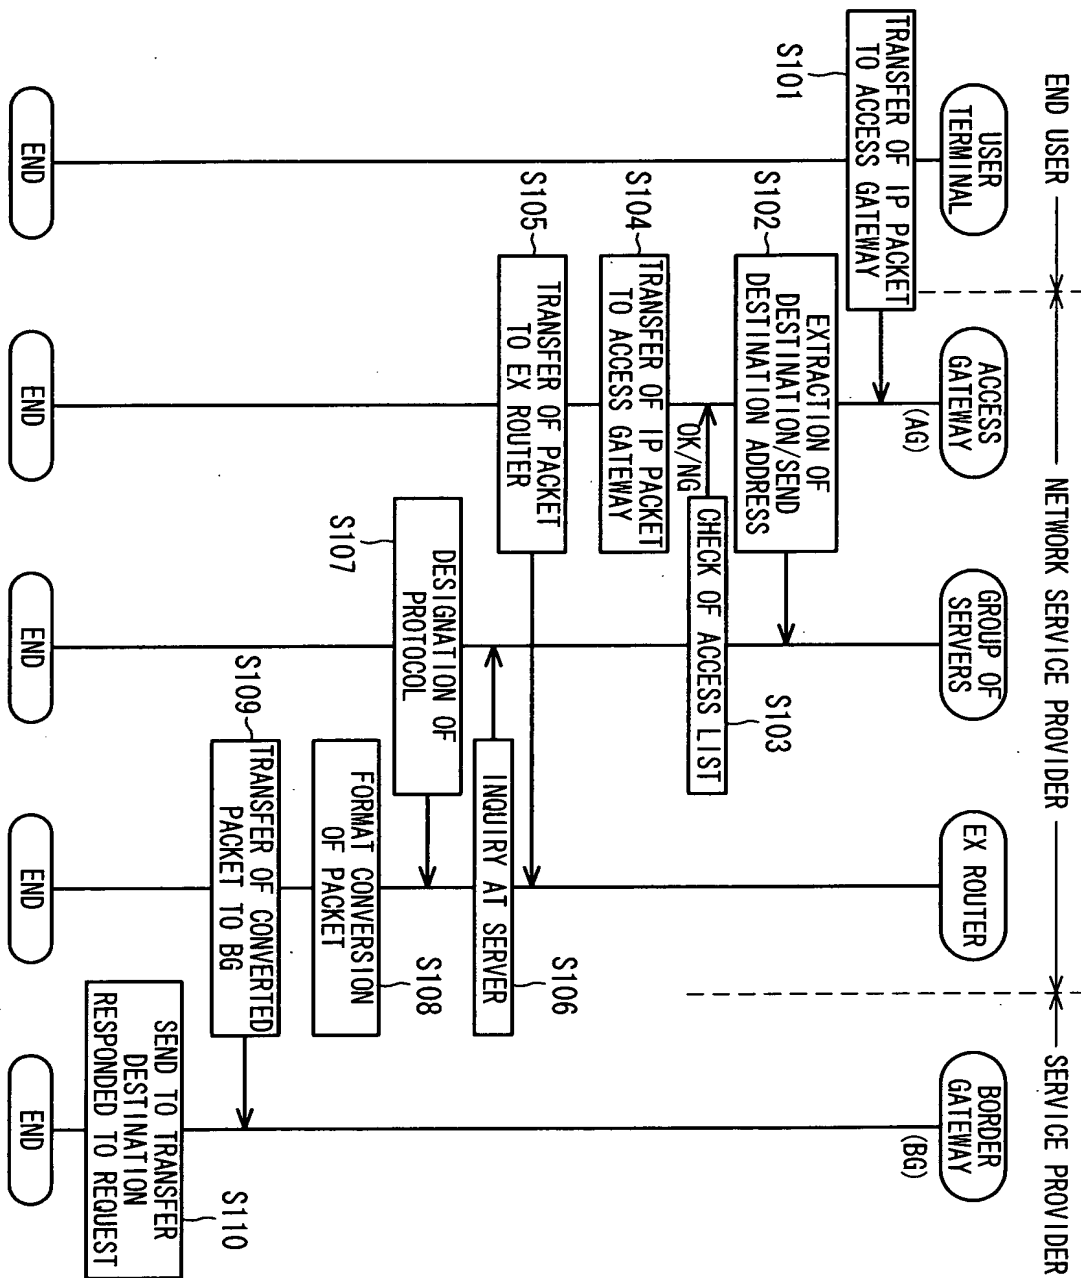 END USER
NETWORK SERVICE PROVIDER
SERVICE PROVIDER
USER
TERMINAL
ACCESS
GATEWAY
(AG)
GROUP OF
SERVERS
EX ROUTER
BORDER
GATEWAY
(BG)
TRANSFER OF IP PACKET
TO ACCESS GATEWAY
S101
S102
EXTRACTION OF
DESTINATION/SEND
DESTINATION ADDRESS
S103
CHECK OF ACCESS LIST
OK/NG
S104
TRANSFER OF IP PACKET
TO ACCESS GATEWAY
S105
TRANSFER OF PACKET
TO EX ROUTER
S106
INQUIRY AT SERVER
DESIGNATION OF
PROTOCOL
S107
S108
FORMAT CONVERSION
OF PACKET
S109
TRANSFER OF CONVERTED
PACKET TO BG
S110
SEND TO TRANSFER
DESTINATION
RESPONDED TO REQUEST
END
END
END
END
END